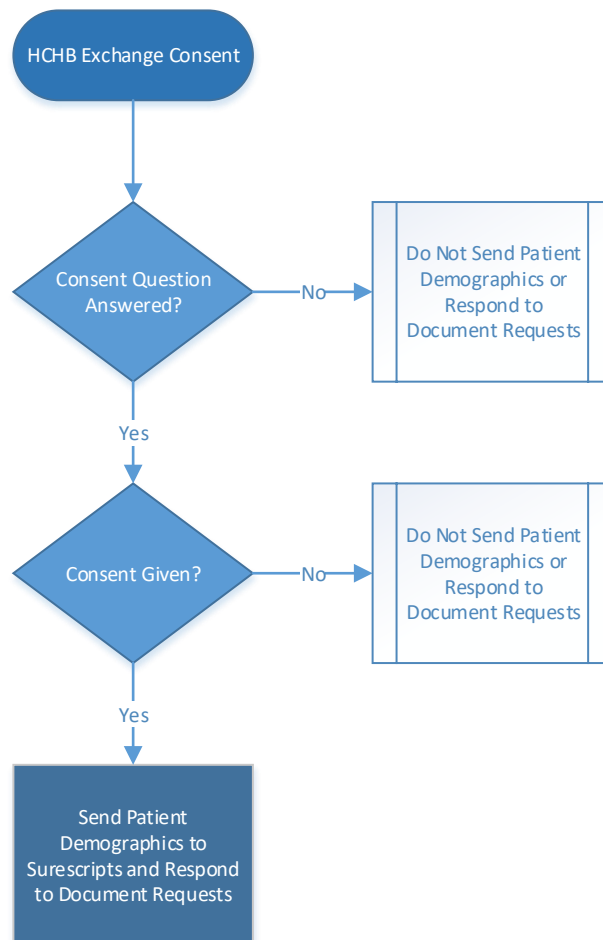 HCHB Exchange Consent
Consent Question
Answered?
No
Do Not Send Patient
Demographics or
Respond to
Document Requests
Yes
Consent Given?
No
Do Not Send Patient
Demographics or
Respond to
Document Requests
Yes
Send Patient
Demographics to
Surescripts and Respond
to Document Requests